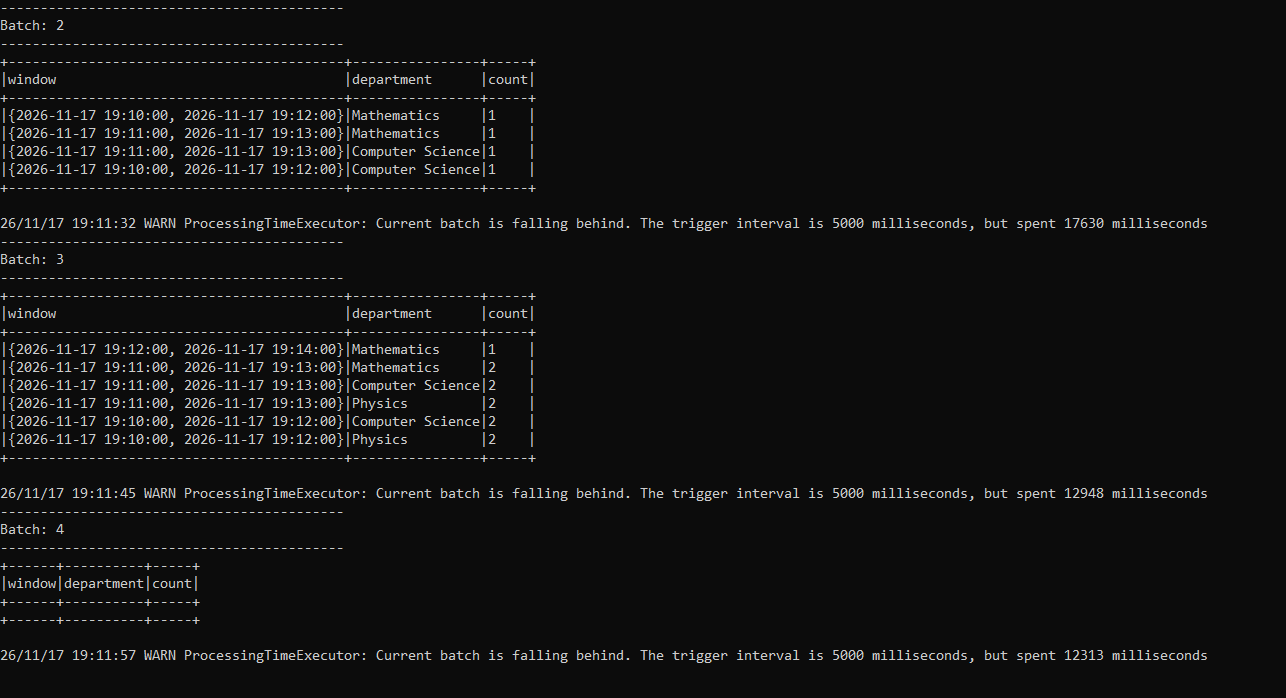 -------------------------------------------
Batch: 2
-------------------------------------------
+------------------------------------------+----------------+-----+
|window                                    |department      |count|
+------------------------------------------+----------------+-----+
|{2026-11-17 19:10:00, 2026-11-17 19:12:00}|Mathematics     |1    |
|{2026-11-17 19:11:00, 2026-11-17 19:13:00}|Mathematics     |1    |
|{2026-11-17 19:11:00, 2026-11-17 19:13:00}|Computer Science|1    |
|{2026-11-17 19:10:00, 2026-11-17 19:12:00}|Computer Science|1    |
+------------------------------------------+----------------+-----+

26/11/17 19:11:32 WARN ProcessingTimeExecutor: Current batch is falling behind. The trigger interval is 5000 milliseconds, but spent 17630 milliseconds
-------------------------------------------
Batch: 3
-------------------------------------------
+------------------------------------------+----------------+-----+
|window                                    |department      |count|
+------------------------------------------+----------------+-----+
|{2026-11-17 19:12:00, 2026-11-17 19:14:00}|Mathematics     |1    |
|{2026-11-17 19:11:00, 2026-11-17 19:13:00}|Mathematics     |2    |
|{2026-11-17 19:11:00, 2026-11-17 19:13:00}|Computer Science|2    |
|{2026-11-17 19:11:00, 2026-11-17 19:13:00}|Physics         |2    |
|{2026-11-17 19:10:00, 2026-11-17 19:12:00}|Computer Science|2    |
|{2026-11-17 19:10:00, 2026-11-17 19:12:00}|Physics         |2    |
+------------------------------------------+----------------+-----+

26/11/17 19:11:45 WARN ProcessingTimeExecutor: Current batch is falling behind. The trigger interval is 5000 milliseconds, but spent 12948 milliseconds
-------------------------------------------
Batch: 4
-------------------------------------------
+------+----------+-----+
|window|department|count|
+------+----------+-----+
+------+----------+-----+

26/11/17 19:11:57 WARN ProcessingTimeExecutor: Current batch is falling behind. The trigger interval is 5000 milliseconds, but spent 12313 milliseconds